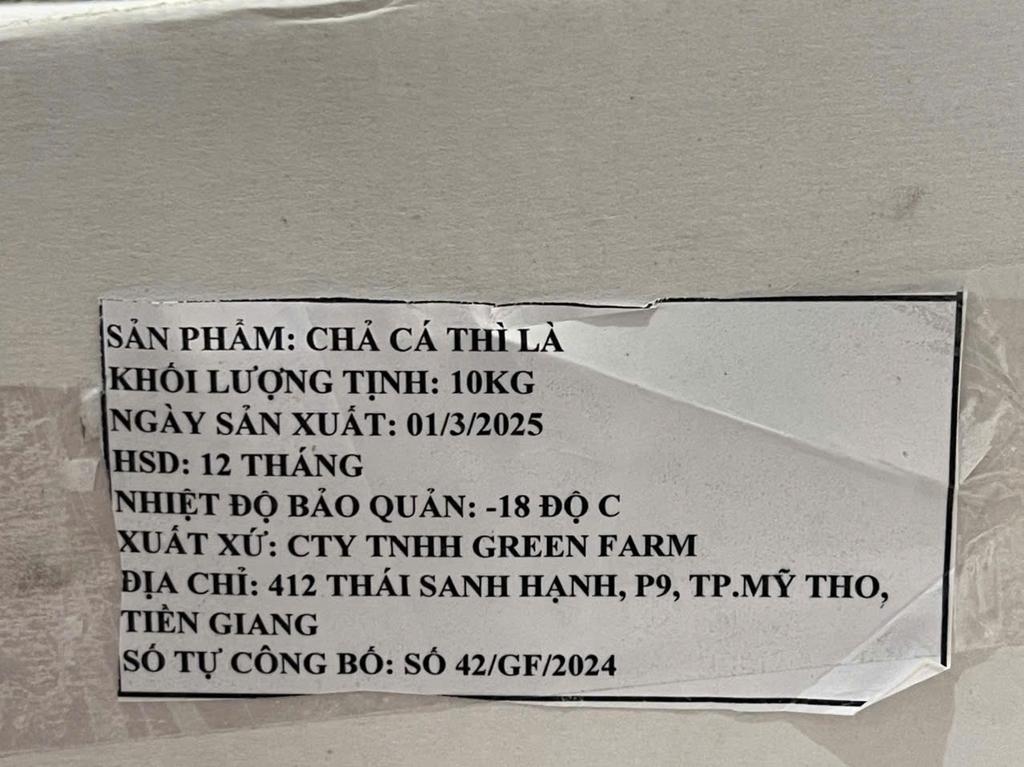 SẢN PHẨM: CHẢ CÁ THÌ LÀ
KHỐI LƯỢNG TỊNH: 10KG
NGÀY SẢN XUẤT: 01/3/2025
HSD: 12 THÁNG
NHIỆT ĐỘ BẢO QUẢN: -18 ĐỘ C
XUẤT XỨ: CTY TNHH GREEN FARM
ĐỊA CHỈ: 412 THÁI SANH HẠNH, P9, TP.MỸ THO,
TIỀN GIANG
SỐ TỰ CÔNG BỐ: SỐ 42/GF/2024